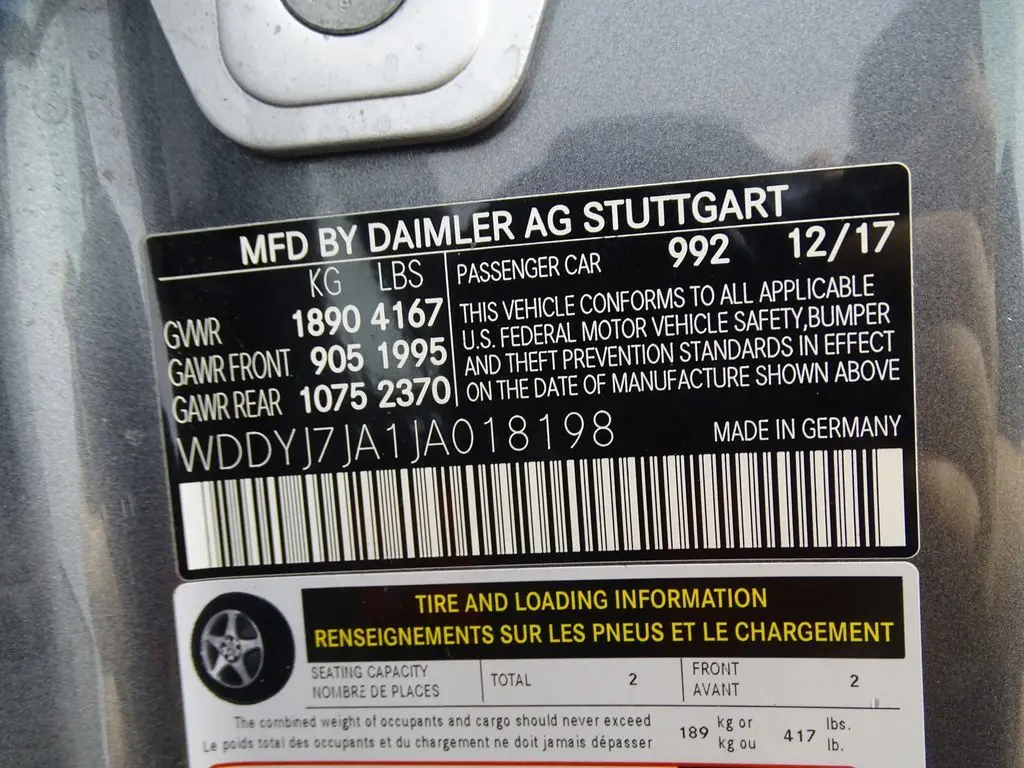 MFD BY DAIMLER AG STUTTGART
KG LBS
GVWR 1890 4167
GAWR FRONT 905 1995
GAWR REAR 1075 2370
PASSENGER CAR 992 12/17
THIS VEHICLE CONFORMS TO ALL APPLICABLE
U.S. FEDERAL MOTOR VEHICLE SAFETY,BUMPER
AND THEFT PREVENTION STANDARDS IN EFFECT
ON THE DATE OF MANUFACTURE SHOWN ABOVE
WDDYJ7JA1JA018198 MADE IN GERMANY
TIRE AND LOADING INFORMATION
RENSEIGNEMENTS SUR LES PNEUS ET LE CHARGEMENT
SEATING CAPACITY
NOMBRE DE PLACES
TOTAL 2
FRONT
AVANT
2
The combined weight of occupants and cargo should never exceed
Le poids total des occupants et du chargement ne doit jamais dépasser
189 kg or
kg ou
417 lbs.
lb.